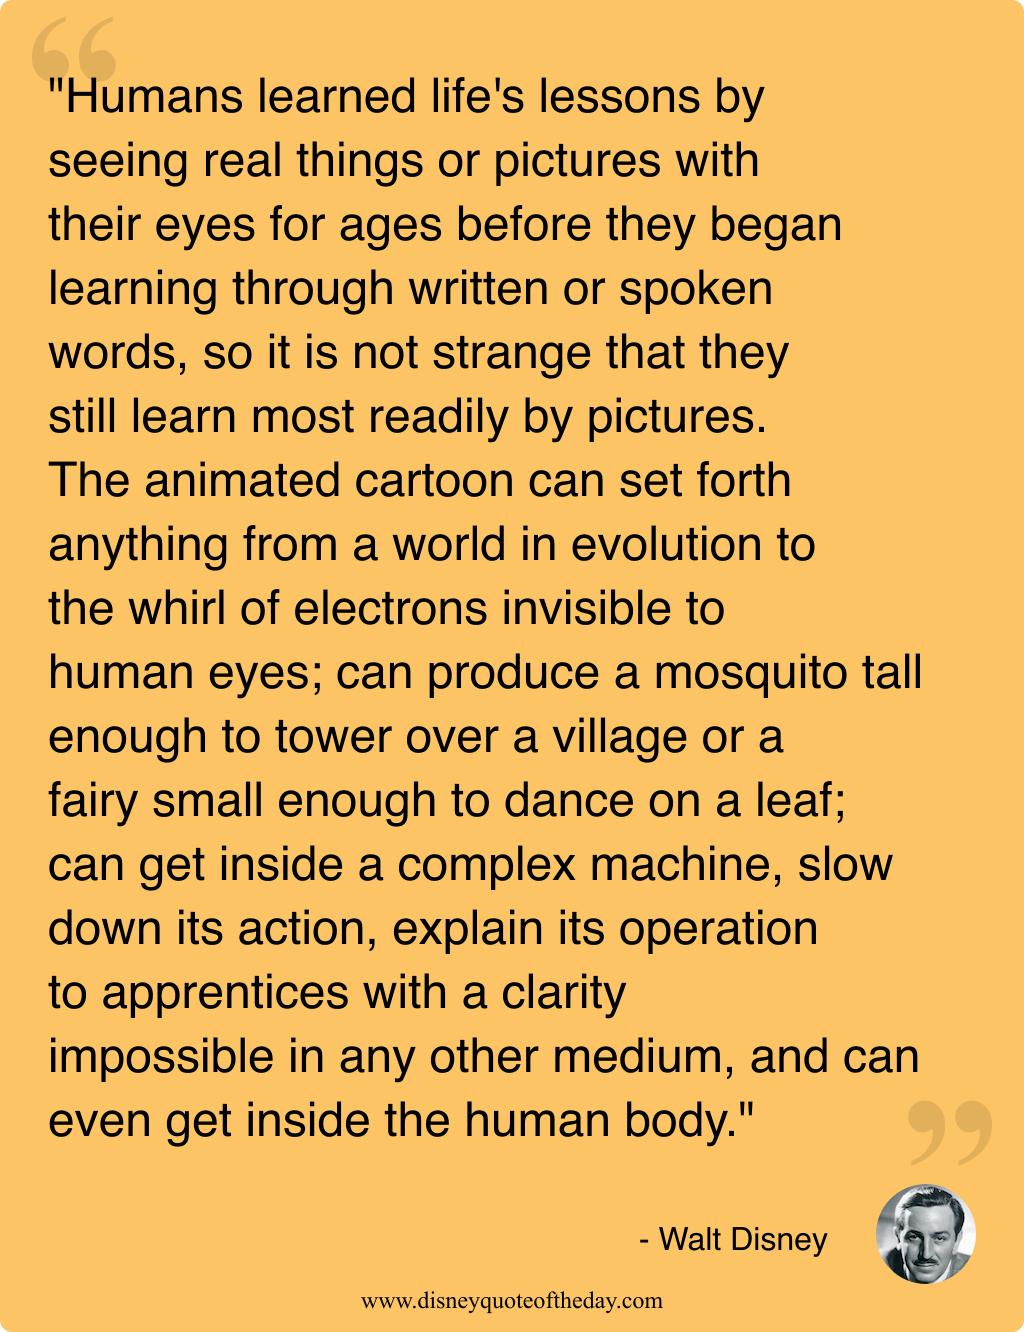 "Humans learned life's lessons by
seeing real things or pictures with
their eyes for ages before they began
learning through written or spoken
words, so it is not strange that they
still learn most readily by pictures.
The animated cartoon can set forth
anything from a world in evolution to
the whirl of electrons invisible to
human eyes; can produce a mosquito tall
enough to tower over a village or a
fairy small enough to dance on a leaf;
can get inside a complex machine, slow
down its action, explain its operation
to apprentices with a clarity
impossible in any other medium, and can
even get inside the human body."
- Walt Disney
www.disneyquoteoftheday.com